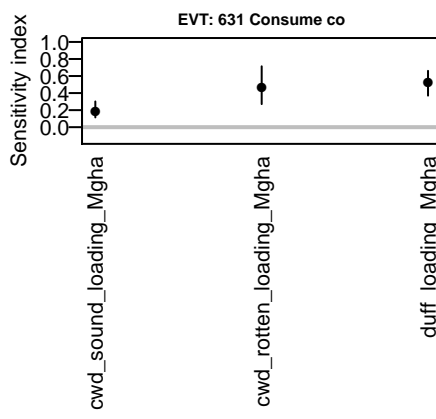 EVT: 631 Consume co
Sensitivity index
1.0
0.8
0.6
0.4
0.2
0.0
cwd_sound_loading_Mgha
cwd_rotten_loading_Mgha
duff_loading_Mgha